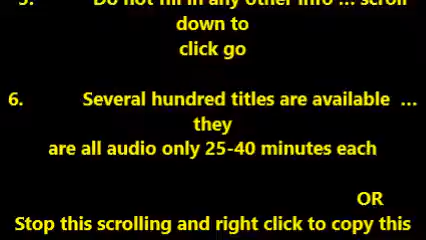 5. Do not fill in any other info ... scroll
down to
click go
6. Several hundred titles are available ...
they
are all audio only 25-40 minutes each
OR
Stop this scrolling and right click to copy this